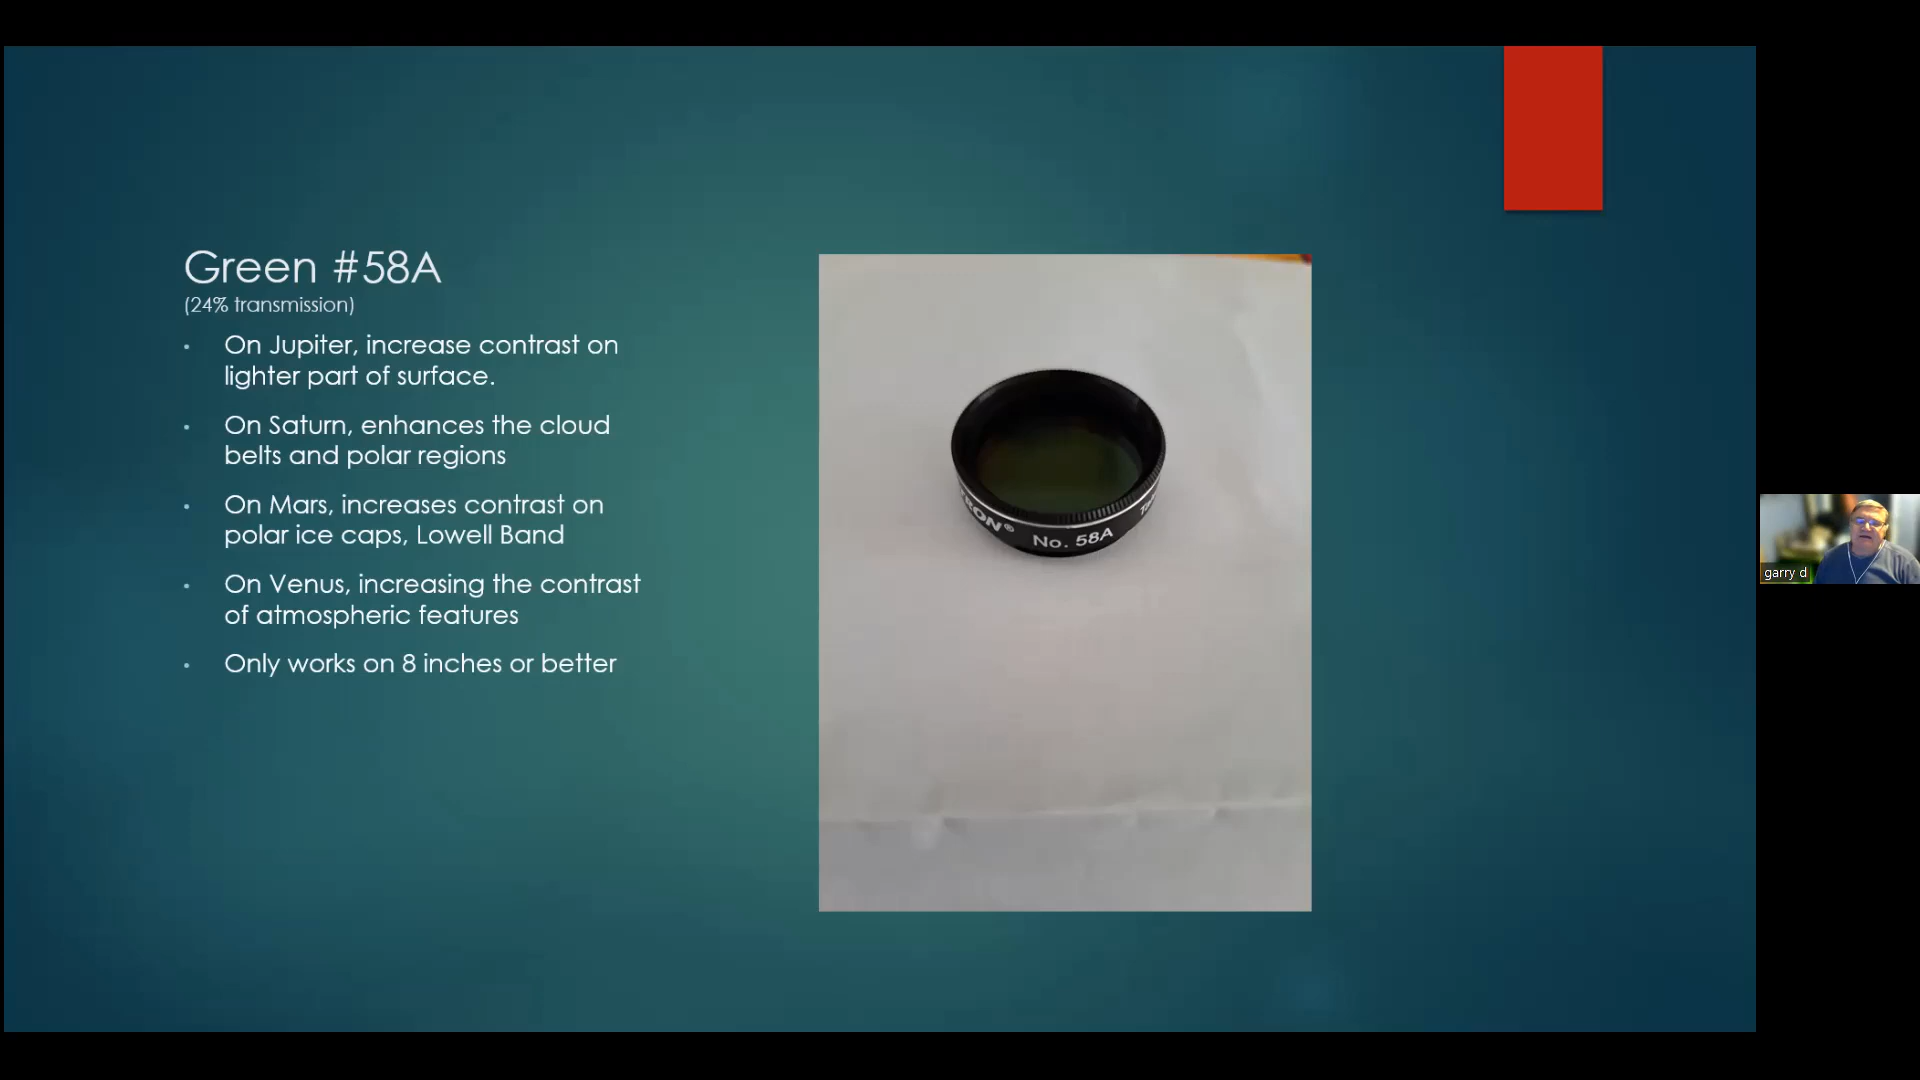 Green #58A
(24% transmission)
• On Jupiter, increase contrast on
lighter part of surface.
• On Saturn, enhances the cloud
belts and polar regions
• On Mars, increases contrast on
polar ice caps, Lowell Band
• On Venus, increasing the contrast
of atmospheric features
• Only works on 8 inches or better
No. 58A
garry d